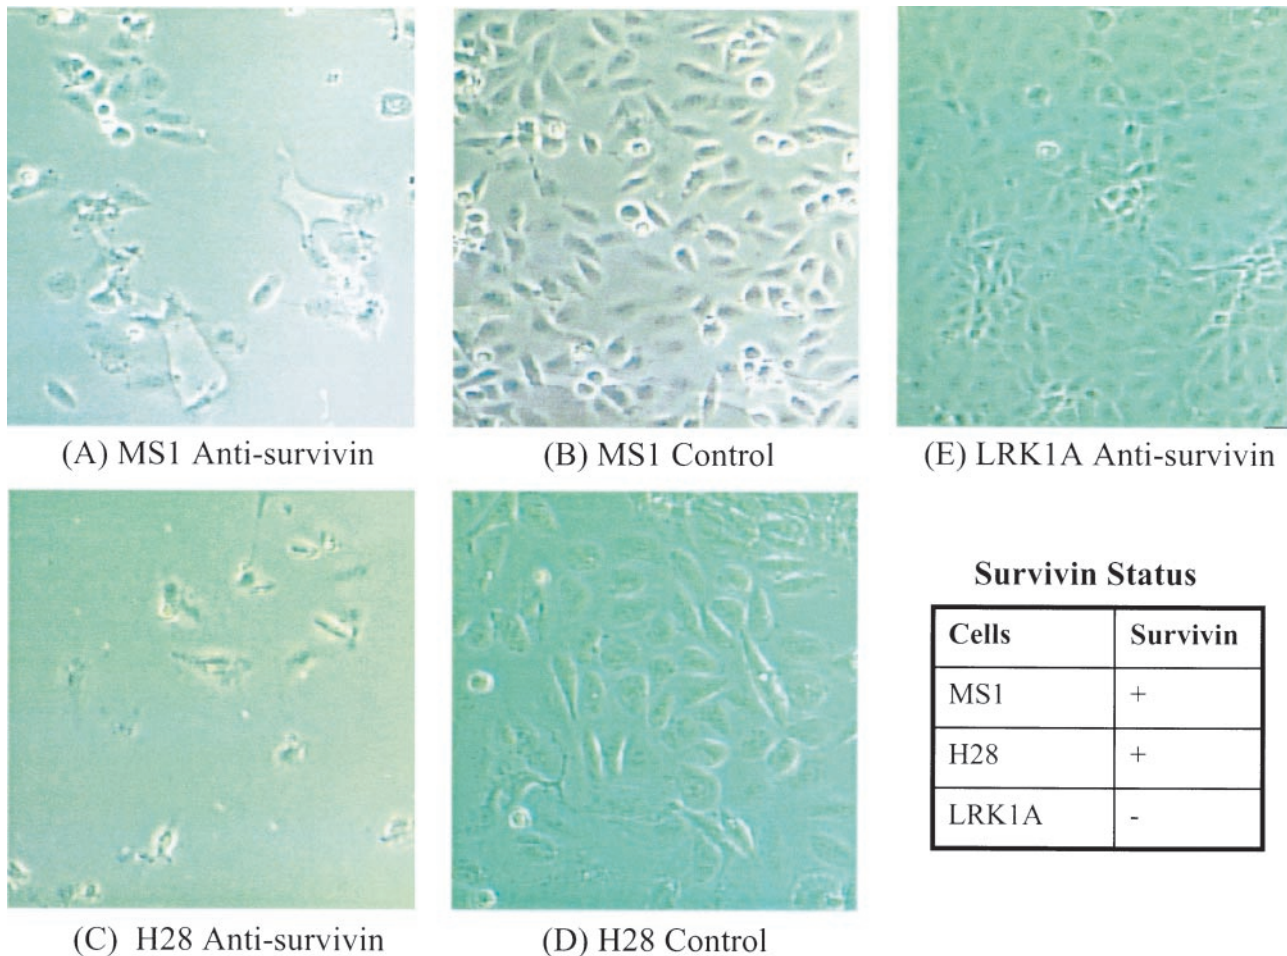 (A) MS1 Anti-survivin
(B) MS1 Control
(E) LRK1A Anti-survivin
(C) H28 Anti-survivin
(D) H28 Control
Survivin Status
Cells Survivin
MS1 +
H28 +
LRK1A -